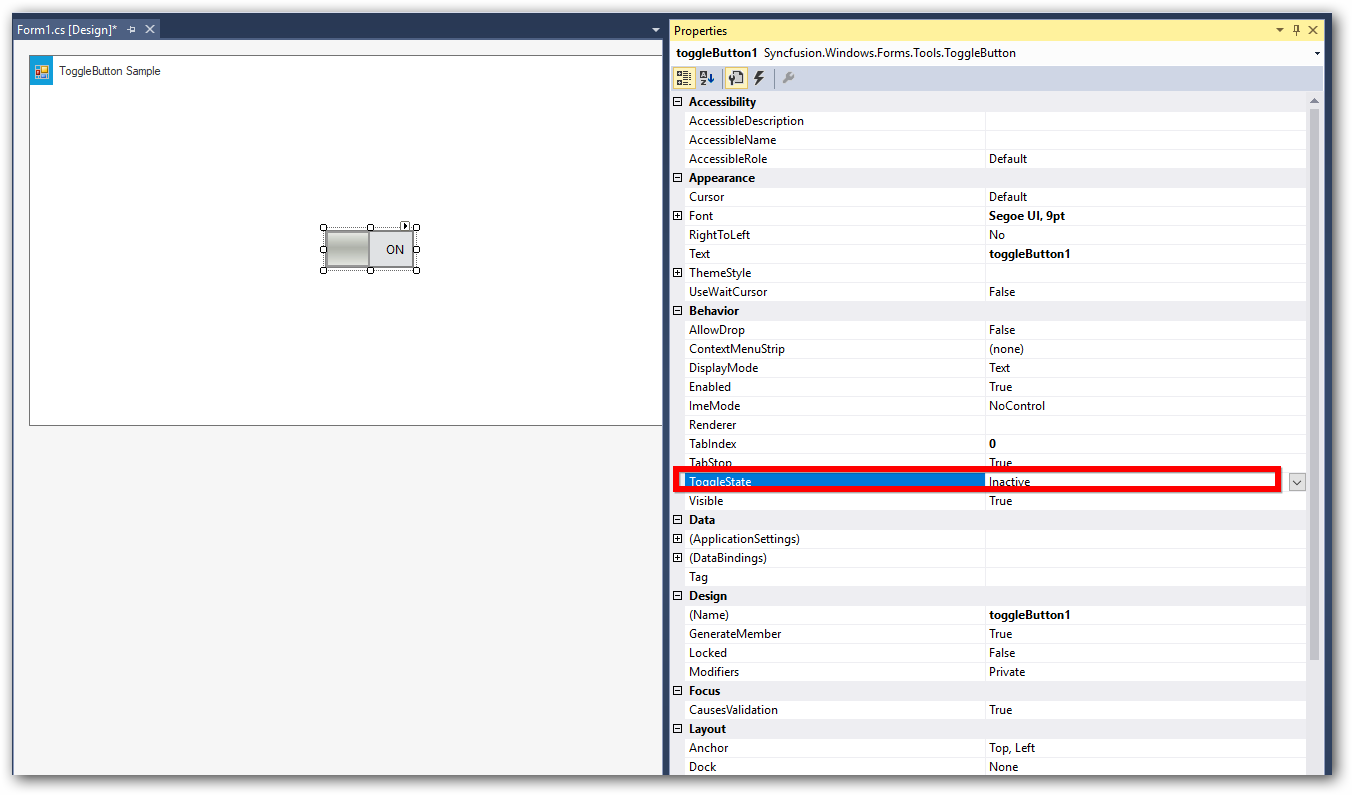 Form1.cs [Design]*
ToggleButton Sample
ON
Properties
toggleButton1 Syncfusion.Windows.Forms.Tools.ToggleButton
Accessibility
AccessibleDescription
AccessibleName
AccessibleRole Default
Appearance
Cursor Default
Font Segoe UI, 9pt
RightToLeft No
Text toggleButton1
ThemeStyle
UseWaitCursor False
Behavior
AllowDrop False
ContextMenuStrip (none)
DisplayMode Text
Enabled True
ImeMode NoControl
Renderer
TabIndex 0
TabStop True
ToggleState Inactive
Visible True
Data
(ApplicationSettings)
(DataBindings)
Tag
Design
(Name) toggleButton1
GenerateMember True
Locked False
Modifiers Private
Focus
CausesValidation True
Layout
Anchor Top, Left
Dock None